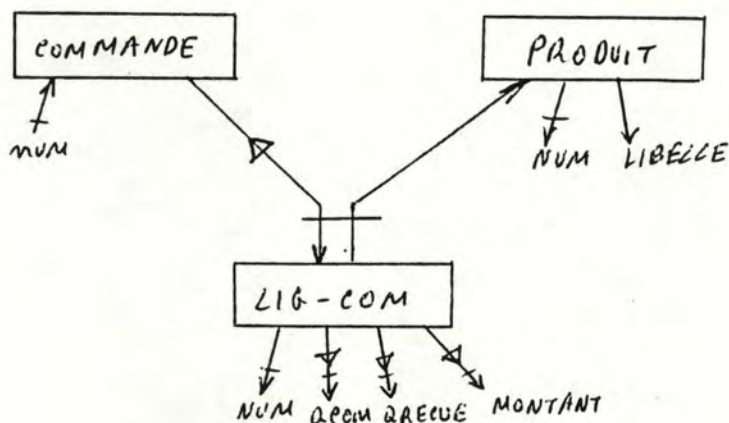 COMMANDE PRODUIT
NUM NUM LIBELLE
LIG-COM
NUM QCOM QRECUE MONTANT